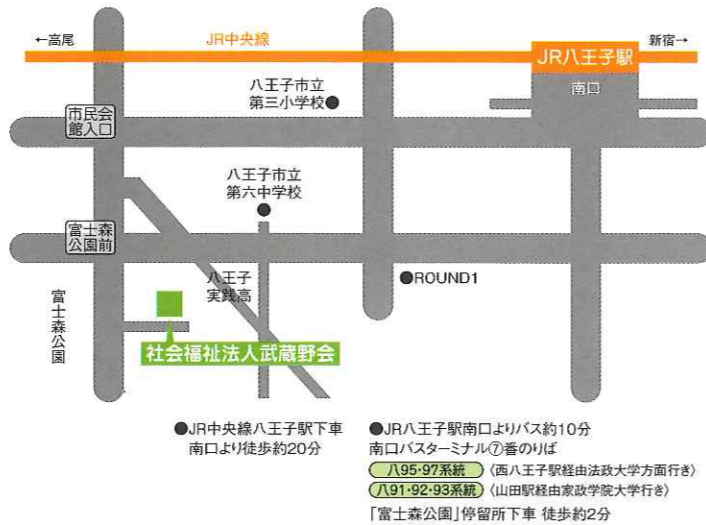 ←高尾
JR中央線
新宿→
JR八王子駅
南口
八王子市立
第三小学校●
市民会
館入口
八王子市立
第六中学校
富士森
公園前
●ROUND1
八王子
実践高
富士森公園
社会福祉法人武蔵野会
●JR中央線八王子駅下車
南口より徒歩約20分
●JR八王子駅南口よりバス約10分
南口バスターミナル⑦番のりば
八95・97系統〈西八王子駅経由法政大学方面行き〉
八91・92・93系統〈山田駅経由家政学院大学行き〉
「富士森公園」停留所下車 徒歩約2分